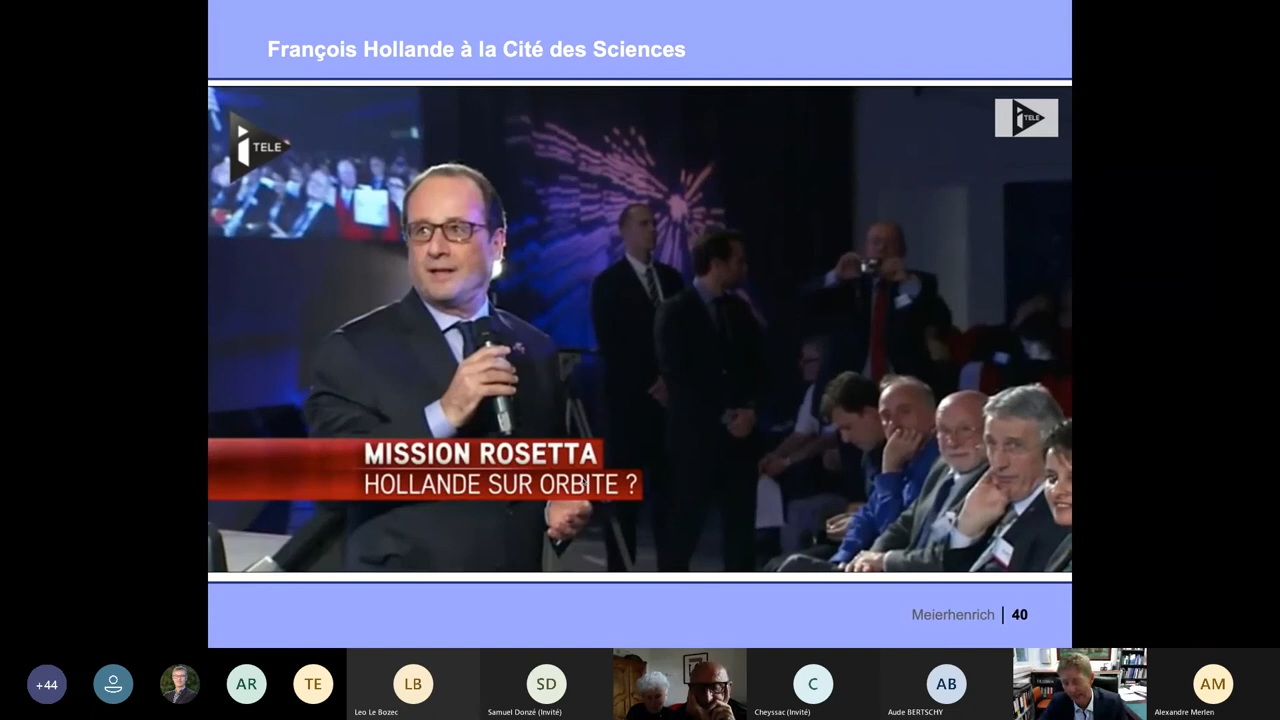 François Hollande à la Cité des Sciences
i TELE
i TELE
MISSION ROSETTA
HOLLANDE SUR ORBITE ?
Meierhenrich | 40
+44
AR
TE
LB
SD
C
AB
AM
Leo Le Bozec
Samuel Donzé (Invité)
Cheyssac (Invité)
Aude BERTSCHY
Alexandre Merlen